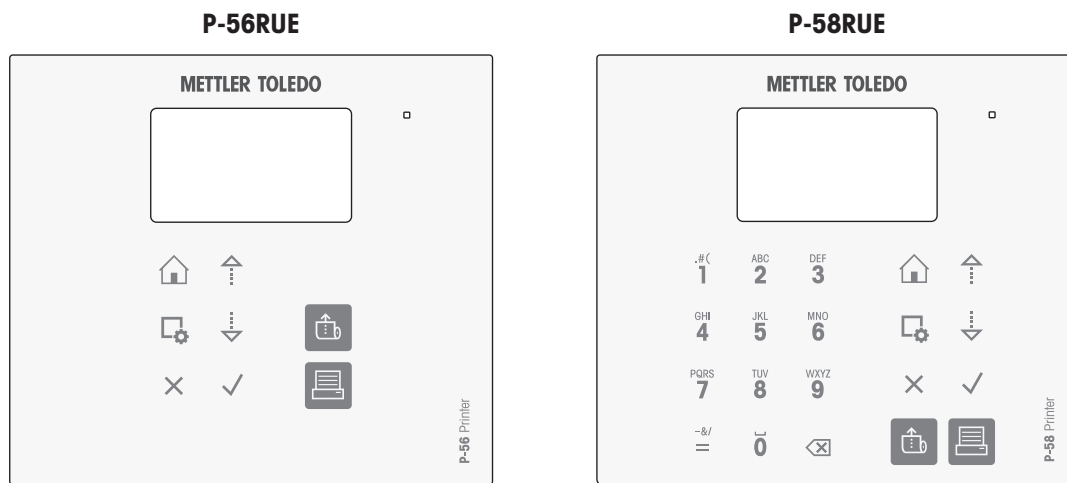 P-56RUE
METTLER TOLEDO
P-56 Printer
P-58RUE
METTLER TOLEDO
.#( ABC DEF
1 2 3
GHI JKL MNO
4 5 6
PQRS TUV WXYZ
7 8 9
-&/ ⎵
= 0
P-58 Printer